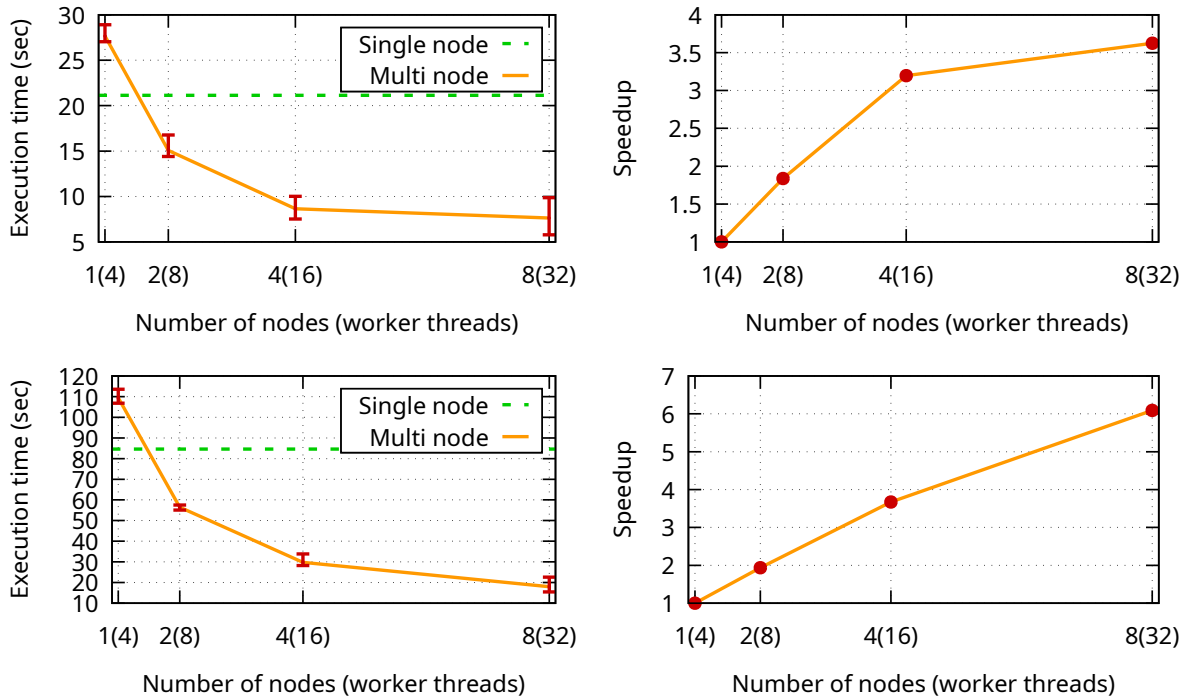 Execution time (sec)
30
25
20
15
10
5
Single node
Multi node
1(4) 2(8) 4(16) 8(32)
Number of nodes (worker threads)
Speedup
4
3.5
3
2.5
2
1.5
1
1(4) 2(8) 4(16) 8(32)
Number of nodes (worker threads)
Execution time (sec)
120
110
100
90
80
70
60
50
40
30
20
10
Single node
Multi node
1(4) 2(8) 4(16) 8(32)
Number of nodes (worker threads)
Speedup
7
6
5
4
3
2
1
1(4) 2(8) 4(16) 8(32)
Number of nodes (worker threads)